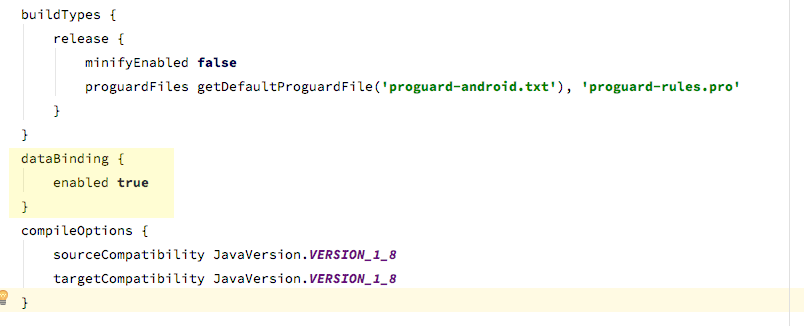 buildTypes {
    release {
        minifyEnabled false
        proguardFiles getDefaultProguardFile('proguard-android.txt'), 'proguard-rules.pro'
    }
}
dataBinding {
    enabled true
}
compileOptions {
    sourceCompatibility JavaVersion.VERSION_1_8
    targetCompatibility JavaVersion.VERSION_1_8
}